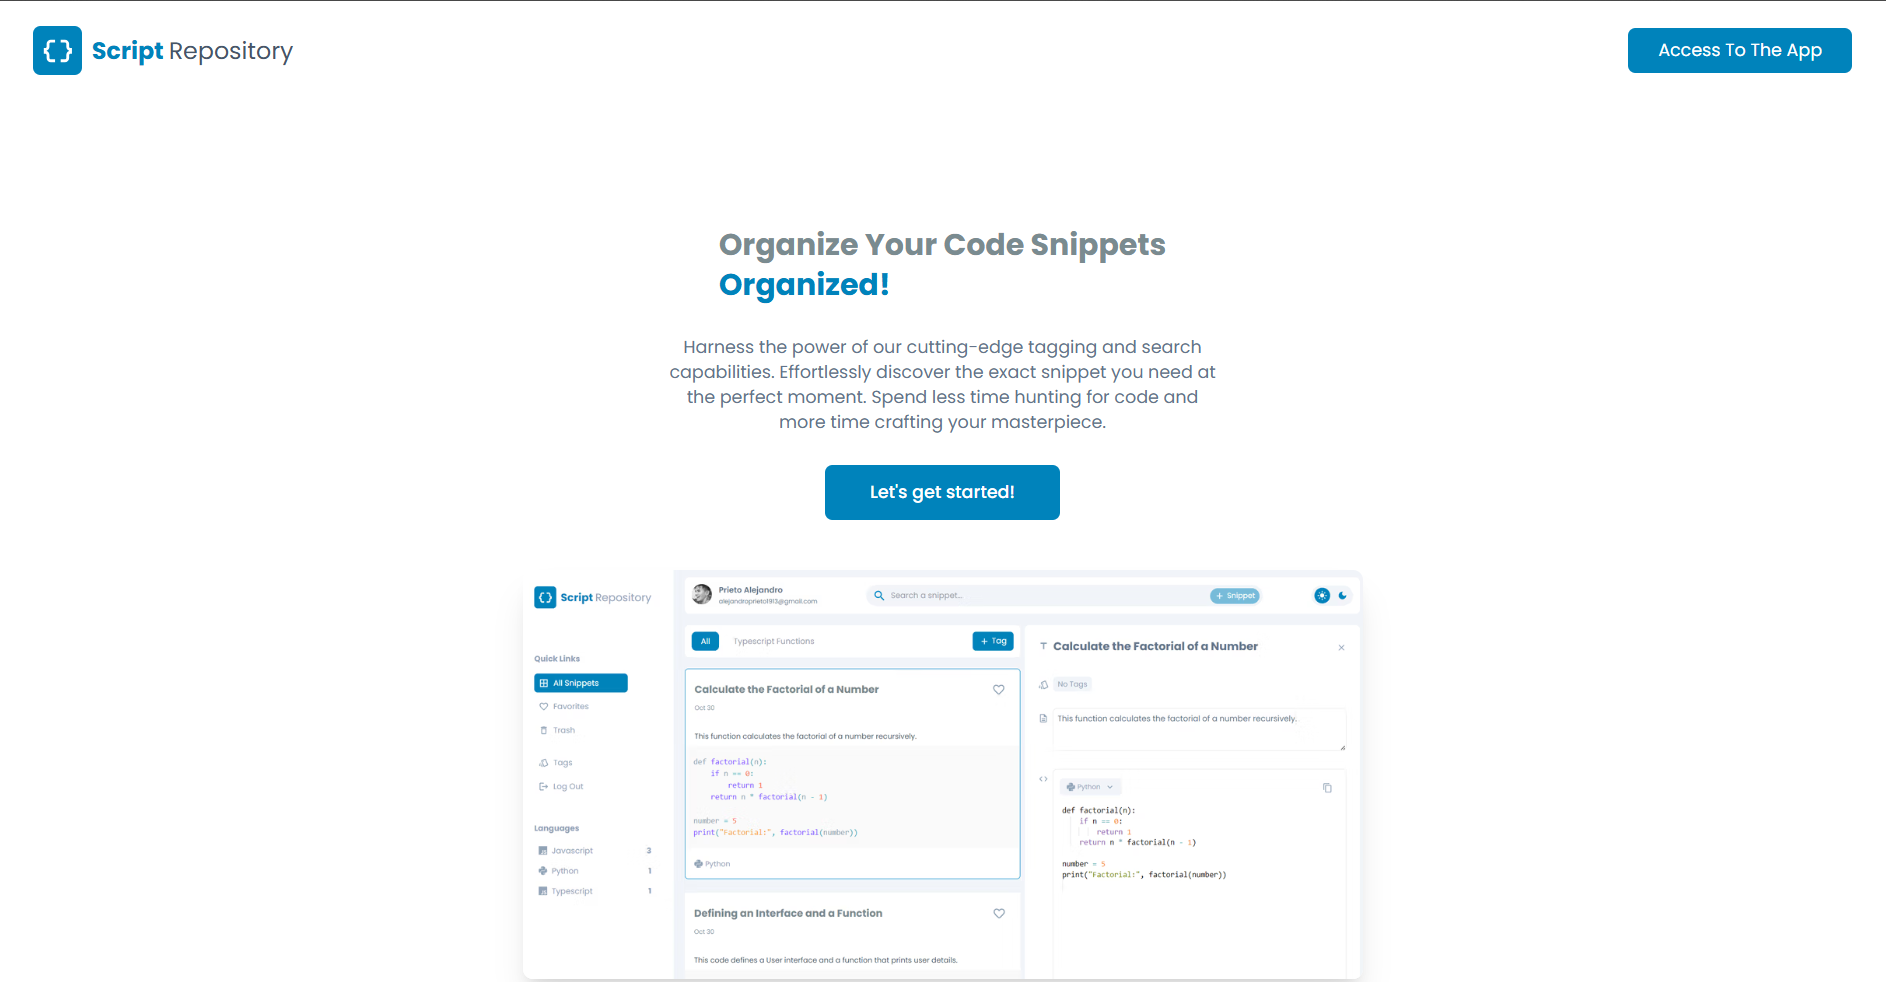 {} Script Repository
Access To The App
Organize Your Code Snippets
Organized!
Harness the power of our cutting-edge tagging and search
capabilities. Effortlessly discover the exact snippet you need at
the perfect moment. Spend less time hunting for code and
more time crafting your masterpiece.
Let's get started!
{} Script Repository
Quick Links
All Snippets
Favorites
Trash
Tags
Log Out
Languages
Javascript 3
Python 1
Typescript 1
Prieto Alejandro
alejandroprieto1913@gmail.com
Search a snippet...
+ Snippet
All
Typescript Functions
+ Tag
Calculate the Factorial of a Number
Oct 30
This function calculates the factorial of a number recursively.
def factorial(n):
    if n == 0:
        return 1
    return n * factorial(n - 1)
number = 5
print("Factorial:", factorial(number))
Python
Defining an Interface and a Function
Oct 30
This code defines a User interface and a function that prints user details.
T Calculate the Factorial of a Number ×
No Tags
This function calculates the factorial of a number recursively.
<> Python
def factorial(n):
    if n == 0:
        return 1
    return n * factorial(n - 1)
number = 5
print("Factorial:", factorial(number))